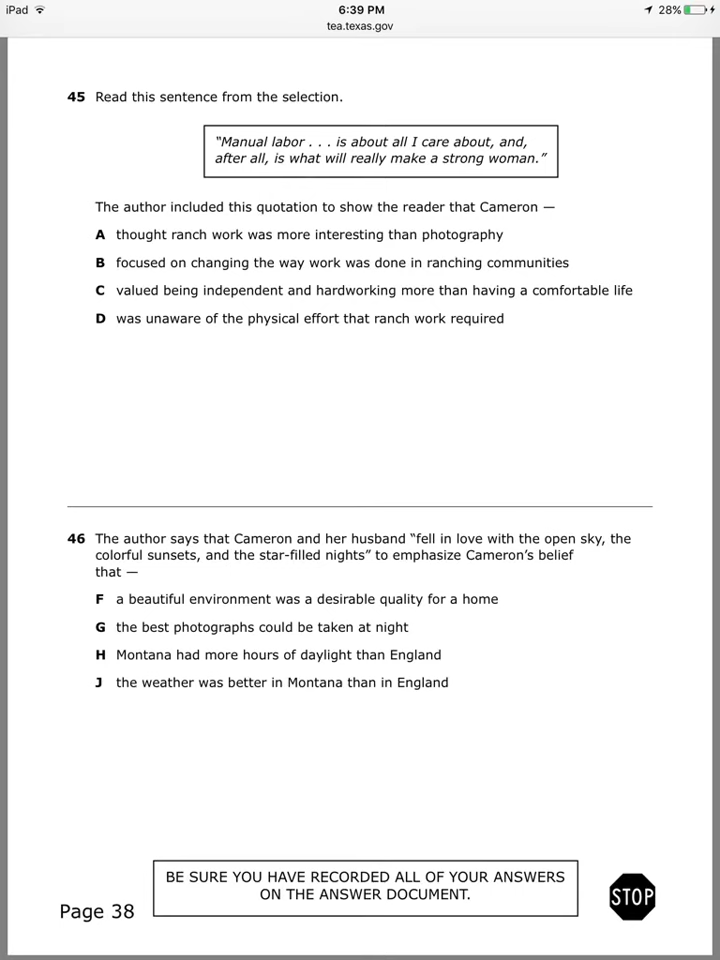 iPad 6:39 PM 28%
tea.texas.gov
45 Read this sentence from the selection.
“Manual labor . . . is about all I care about, and,
after all, is what will really make a strong woman.”
The author included this quotation to show the reader that Cameron —
A thought ranch work was more interesting than photography
B focused on changing the way work was done in ranching communities
C valued being independent and hardworking more than having a comfortable life
D was unaware of the physical effort that ranch work required
46 The author says that Cameron and her husband “fell in love with the open sky, the
colorful sunsets, and the star-filled nights” to emphasize Cameron’s belief
that —
F a beautiful environment was a desirable quality for a home
G the best photographs could be taken at night
H Montana had more hours of daylight than England
J the weather was better in Montana than in England
BE SURE YOU HAVE RECORDED ALL OF YOUR ANSWERS
ON THE ANSWER DOCUMENT.
Page 38
STOP